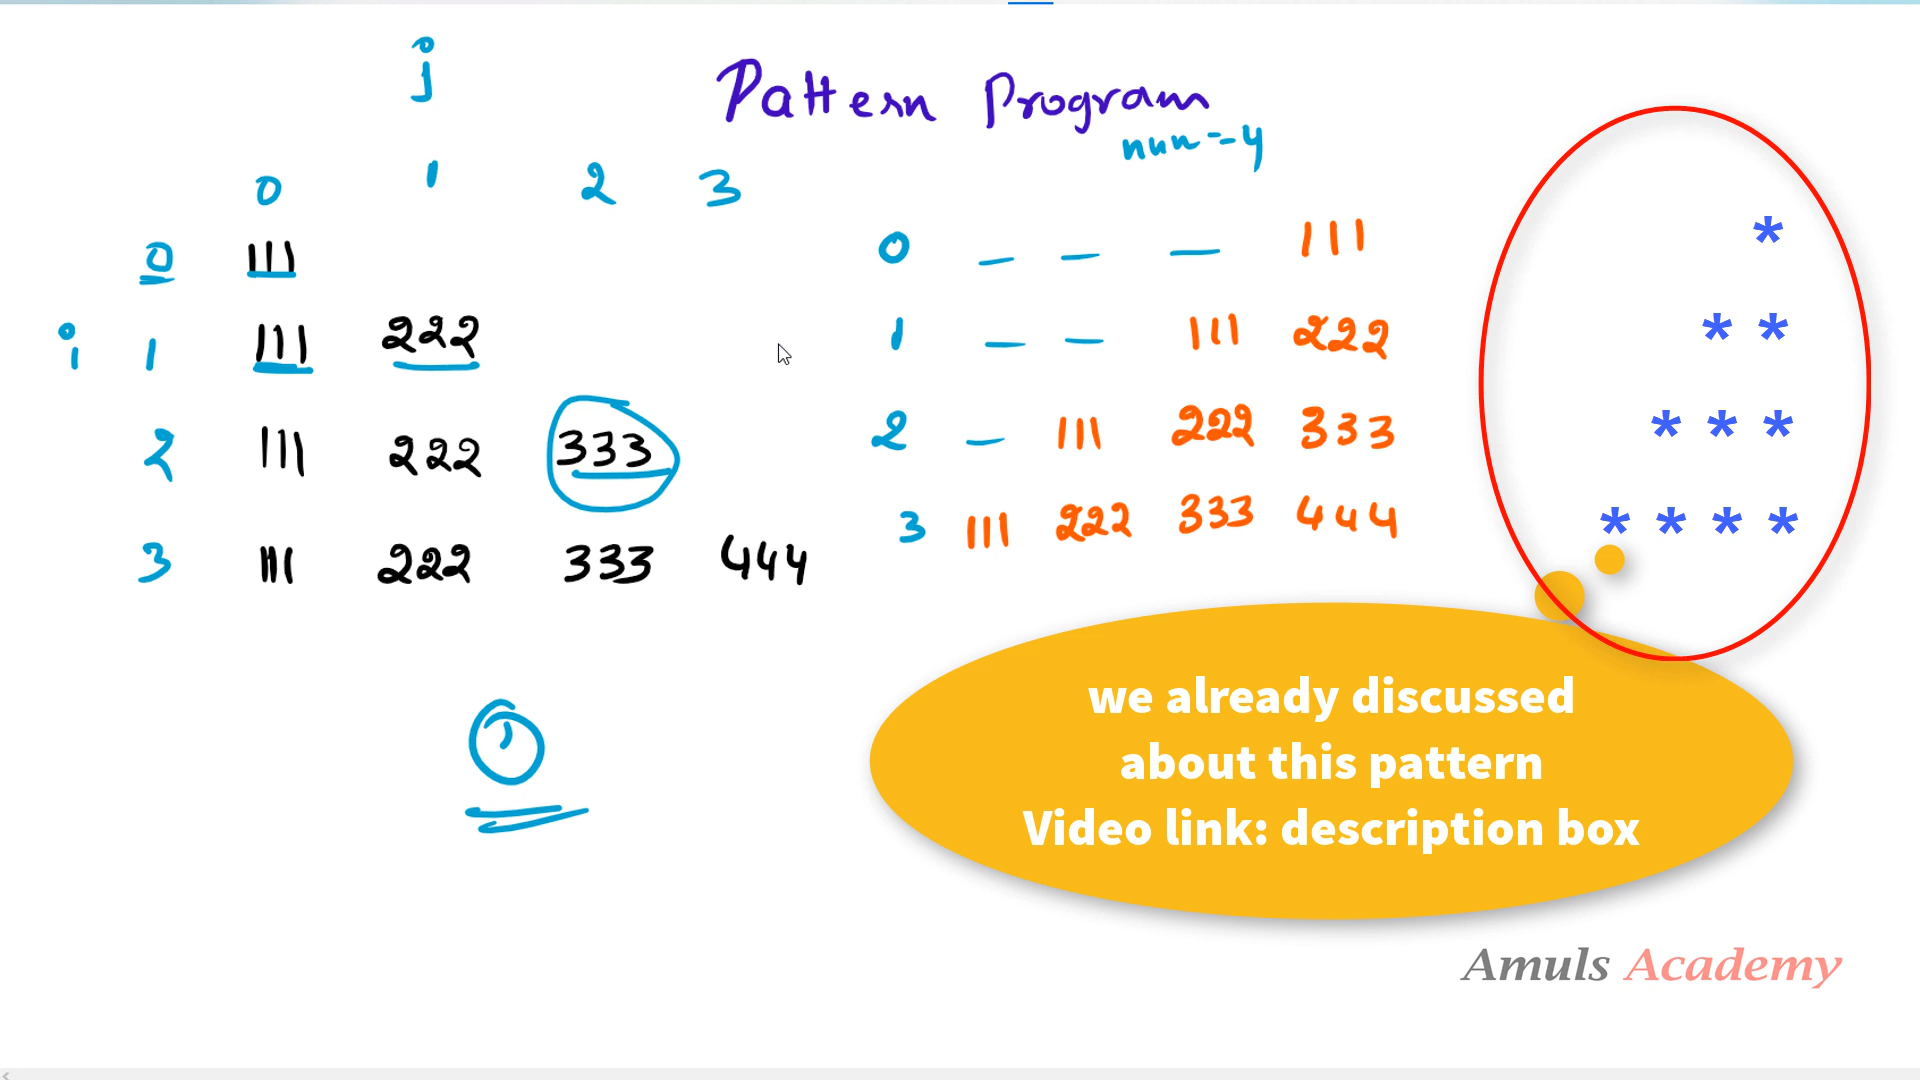 Pattern Program
num=4
j
0 1 2 3
0 111
i 1 111 222
2 111 222 333
3 111 222 333 444
0 _ _ _ 111
1 _ _ 111 222
2 _ 111 222 333
3 111 222 333 444
*
* *
* * *
* * * *
we already discussed
about this pattern
Video link: description box
Amuls Academy